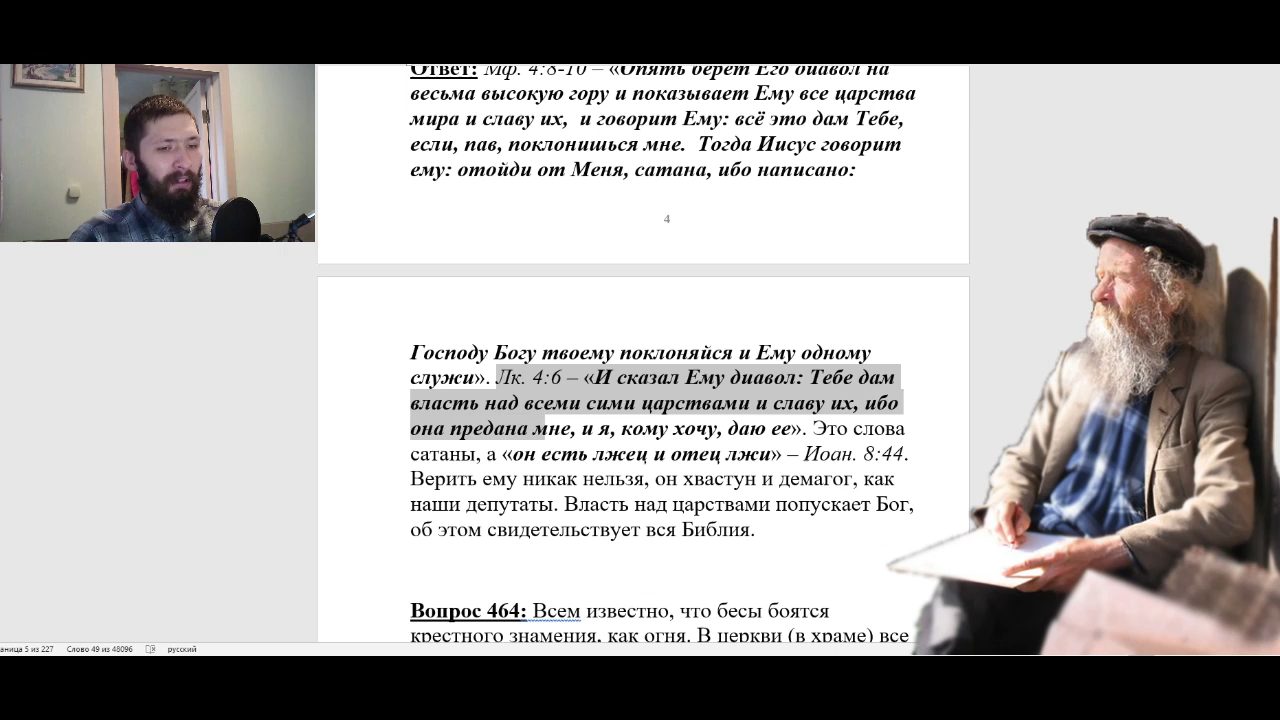 Ответ: Мф. 4:8-10 – «Опять берет Его диавол на
весьма высокую гору и показывает Ему все царства
мира и славу их,  и говорит Ему: всё это дам Тебе,
если, пав, поклонишься мне.  Тогда Иисус говорит
ему: отойди от Меня, сатана, ибо написано:
4
Господу Богу твоему поклоняйся и Ему одному
служи». Лк. 4:6 – «И сказал Ему диавол: Тебе дам
власть над всеми сими царствами и славу их, ибо
она предана мне, и я, кому хочу, даю ее». Это слова
сатаны, а «он есть лжец и отец лжи» – Иоан. 8:44.
Верить ему никак нельзя, он хвастун и демагог, как
наши депутаты. Власть над царствами попускает Бог,
об этом свидетельствует вся Библия.
Вопрос 464: Всем известно, что бесы боятся
крестного знамения, как огня. В церкви (в храме) все
аница 5 из 227 Слово 49 из 48096 русский